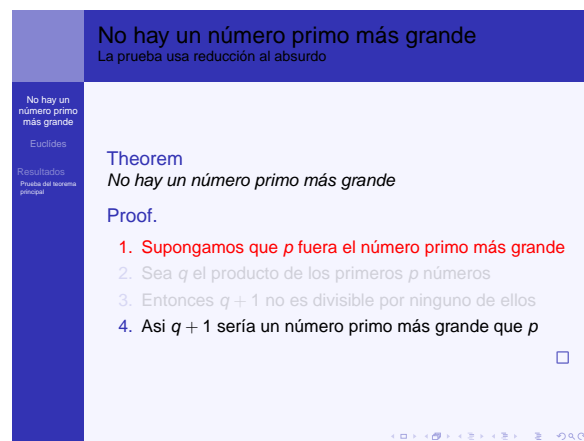 No hay un número primo más grande
La prueba usa reducción al absurdo
No hay un
número primo
más grande
Euclides
Resultados
Prueba del teorema
principal
Theorem
No hay un número primo más grande
Proof.
1. Supongamos que p fuera el número primo más grande
2. Sea q el producto de los primeros p números
3. Entonces q + 1 no es divisible por ninguno de ellos
4. Asi q + 1 sería un número primo más grande que p